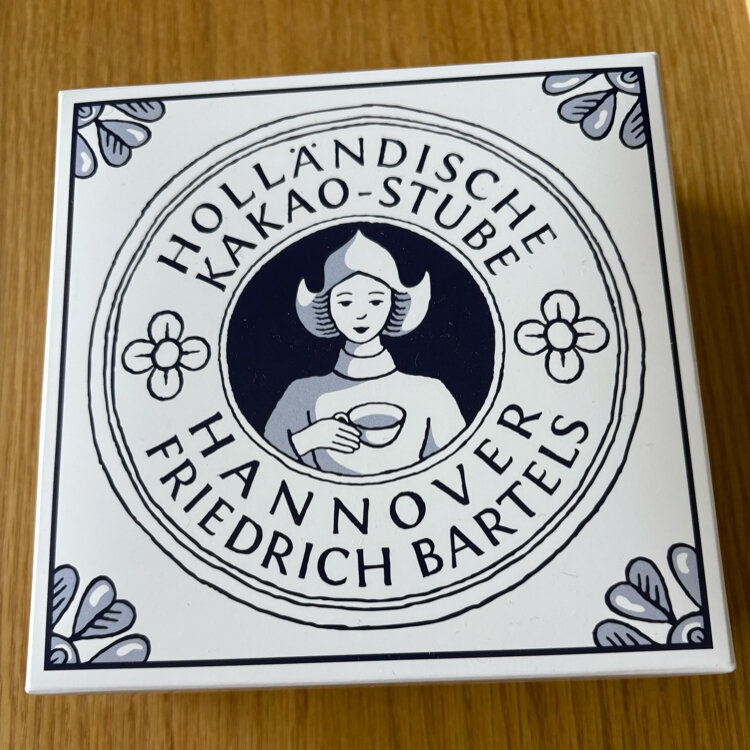 HOLLÄNDISCHE
KAKAO-STUBE
HANNOVER
FRIEDRICH BARTELS